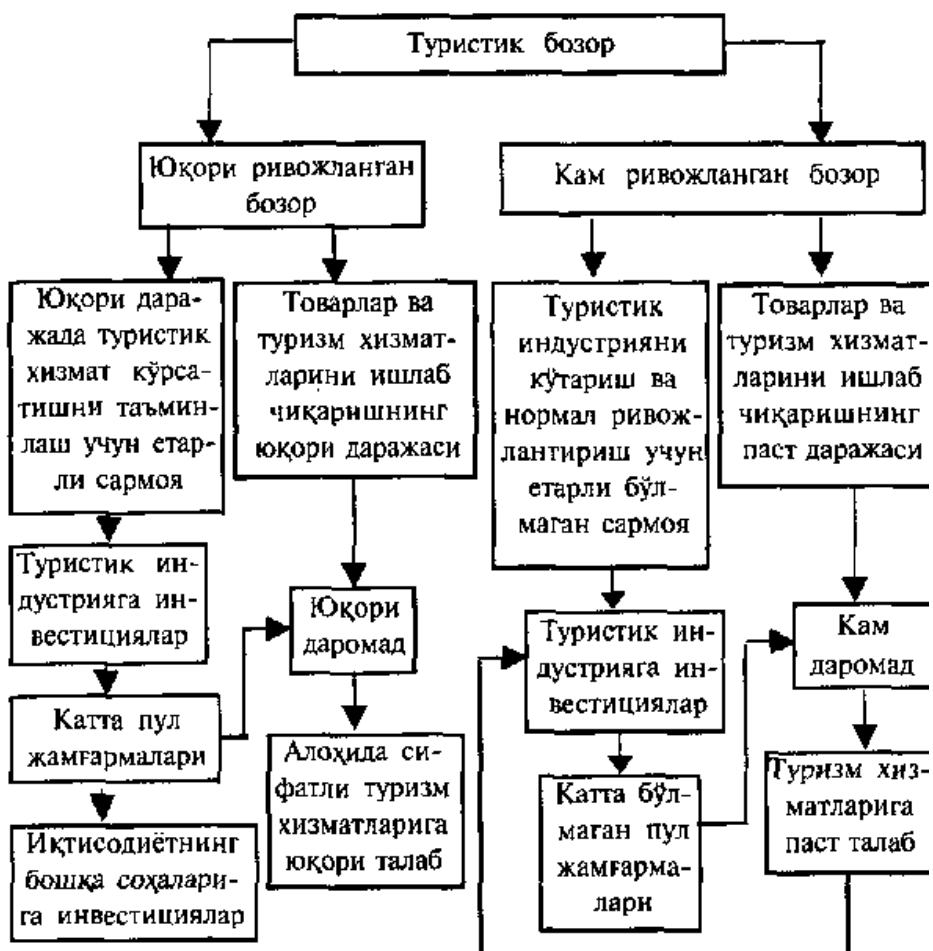 Туристик бозор
Юқори ривожланган
бозор
Кам ривожланган бозор
Юқори дара-
жада туристик
хизмат кўрса-
тишни таъмин-
лаш учун етар-
ли сармоя
Товарлар ва
туризм хизмат-
ларини ишлаб
чиқаришнинг
юқори даражаси
Туристик
индустрияни
кўтариш ва
нормал ривож-
лантириш учун
етарли бўл-
маган сармоя
Товарлар ва
туризм хизмат-
ларини ишлаб
чиқаришнинг
паст даражаси
Туристик ин-
дустрияга ин-
вестициялар
Юқори
даромад
Туристик ин-
дустрияга ин-
вестициялар
Кам
даромад
Катта пул
жамғармалари
Алоҳида си-
фатли туризм
хизматларига
юқори талаб
Катта бўл-
маган пул
жамғарма-
лари
Туризм хиз-
матларига
паст талаб
Иқтисодиётнинг
бошқа соҳалари-
га инвестициялар